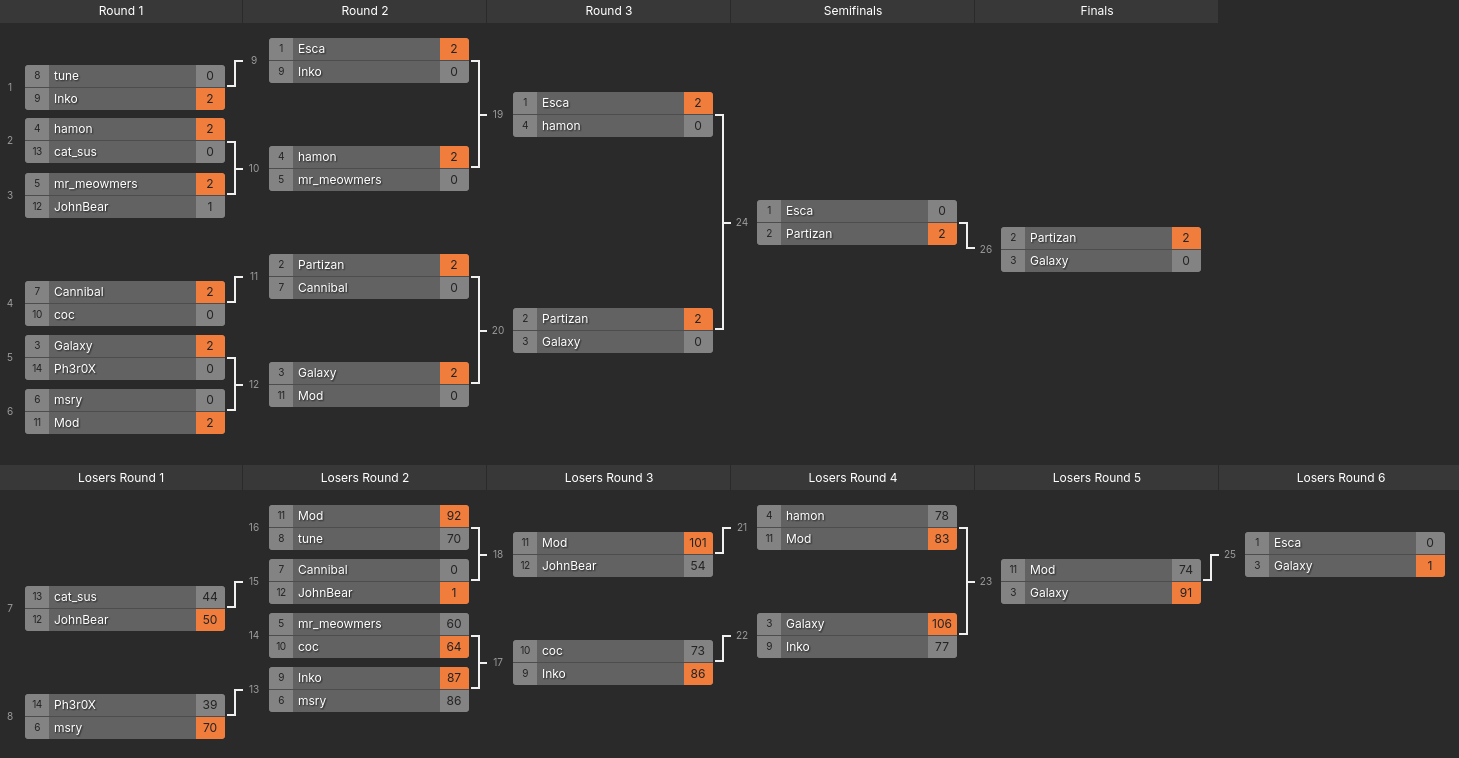 Round 1
Round 2
Round 3
Semifinals
Finals
1
8 tune 0
9 Inko 2
2
4 hamon 2
13 cat_sus 0
3
5 mr_meowmers 2
12 JohnBear 1
4
7 Cannibal 2
10 coc 0
5
3 Galaxy 2
14 Ph3r0X 0
6
6 msry 0
11 Mod 2
9
1 Esca 2
9 Inko 0
10
4 hamon 2
5 mr_meowmers 0
11
2 Partizan 2
7 Cannibal 0
12
3 Galaxy 2
11 Mod 0
19
1 Esca 2
4 hamon 0
20
2 Partizan 2
3 Galaxy 0
24
1 Esca 0
2 Partizan 2
26
2 Partizan 2
3 Galaxy 0
Losers Round 1
Losers Round 2
Losers Round 3
Losers Round 4
Losers Round 5
Losers Round 6
7
13 cat_sus 44
12 JohnBear 50
8
14 Ph3r0X 39
6 msry 70
16
11 Mod 92
8 tune 70
15
7 Cannibal 0
12 JohnBear 1
14
5 mr_meowmers 60
10 coc 64
13
9 Inko 87
6 msry 86
18
11 Mod 101
12 JohnBear 54
17
10 coc 73
9 Inko 86
21
4 hamon 78
11 Mod 83
22
3 Galaxy 106
9 Inko 77
23
11 Mod 74
3 Galaxy 91
25
1 Esca 0
3 Galaxy 1